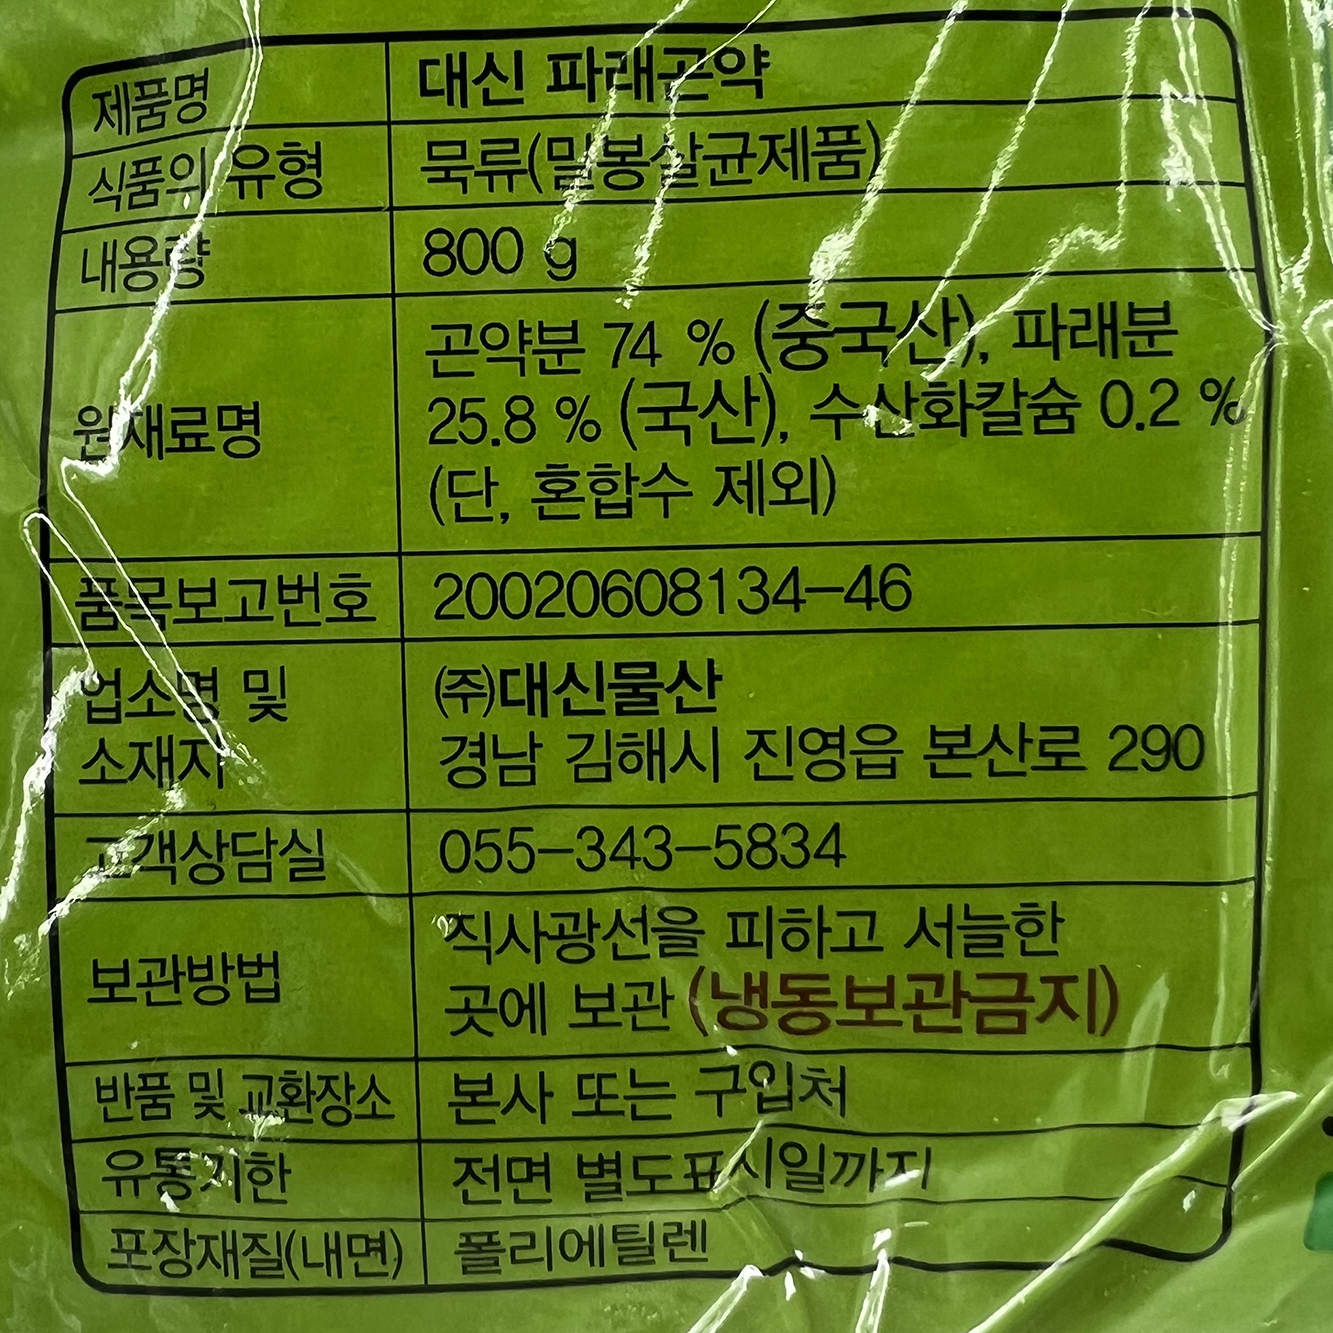 제품명 대신 파래곤약
식품의 유형 묵류(밀봉살균제품)
내용량 800 g
원재료명 곤약분 74 % (중국산), 파래분
25.8 % (국산), 수산화칼슘 0.2 %
(단, 혼합수 제외)
품목보고번호 20020608134-46
업소명 및 ㈜대신물산
소재지 경남 김해시 진영읍 본산로 290
고객상담실 055-343-5834
보관방법 직사광선을 피하고 서늘한
곳에 보관 (냉동보관금지)
반품 및 교환장소 본사 또는 구입처
유통기한 전면 별도표시일까지
포장재질(내면) 폴리에틸렌